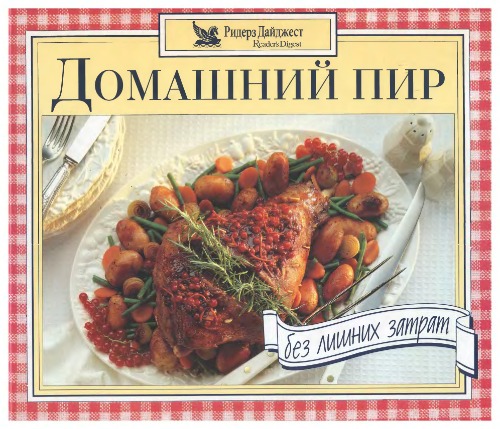 Ридерз Дайджест
Reader's Digest
ДОМАШНИЙ ПИР
без лишних затрат